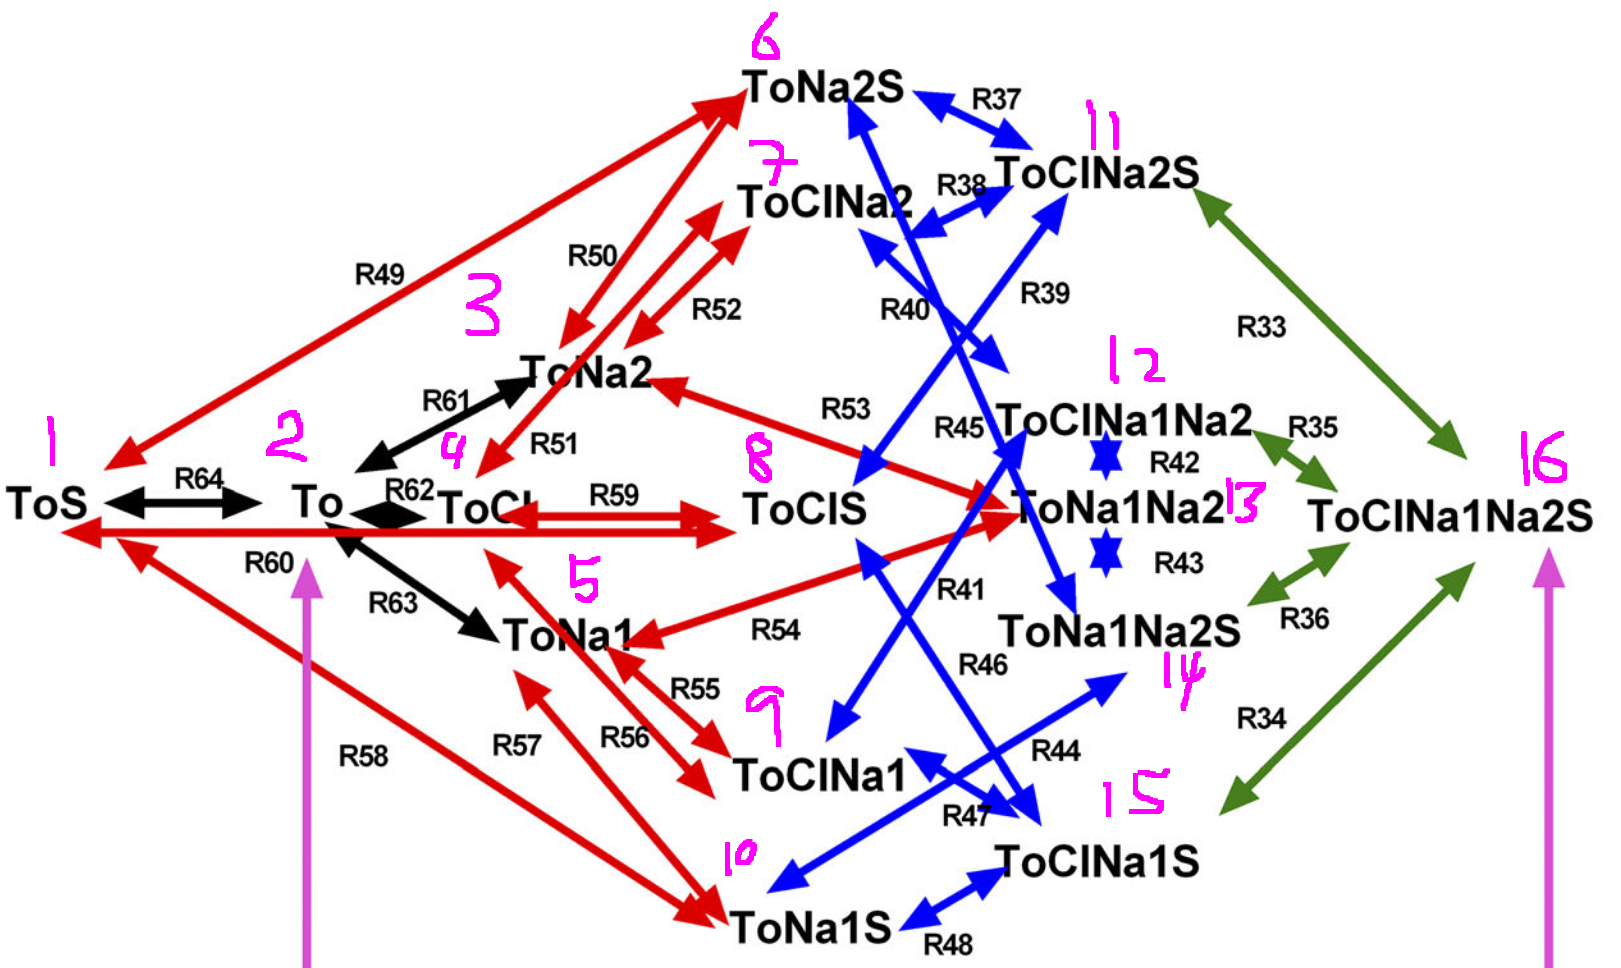 6
ToNa2S
R37
11
7
ToClNa2S
R38
ToClNa2
R49
R50
3
R52
R40
R39
R33
ToNa2
12
R61
R53
ToClNa1Na2
R45
R35
1
2
4
R51
8
R42
16
R64
R62
R59
ToS
To
ToCl
ToClS
ToNa1Na2
13
ToClNa1Na2S
R60
5
R43
R63
R41
R36
ToNa1
R54
ToNa1Na2S
R46
14
R55
9
R58
R57
R56
R44
R34
ToClNa1
15
R47
10
ToClNa1S
ToNa1S
R48